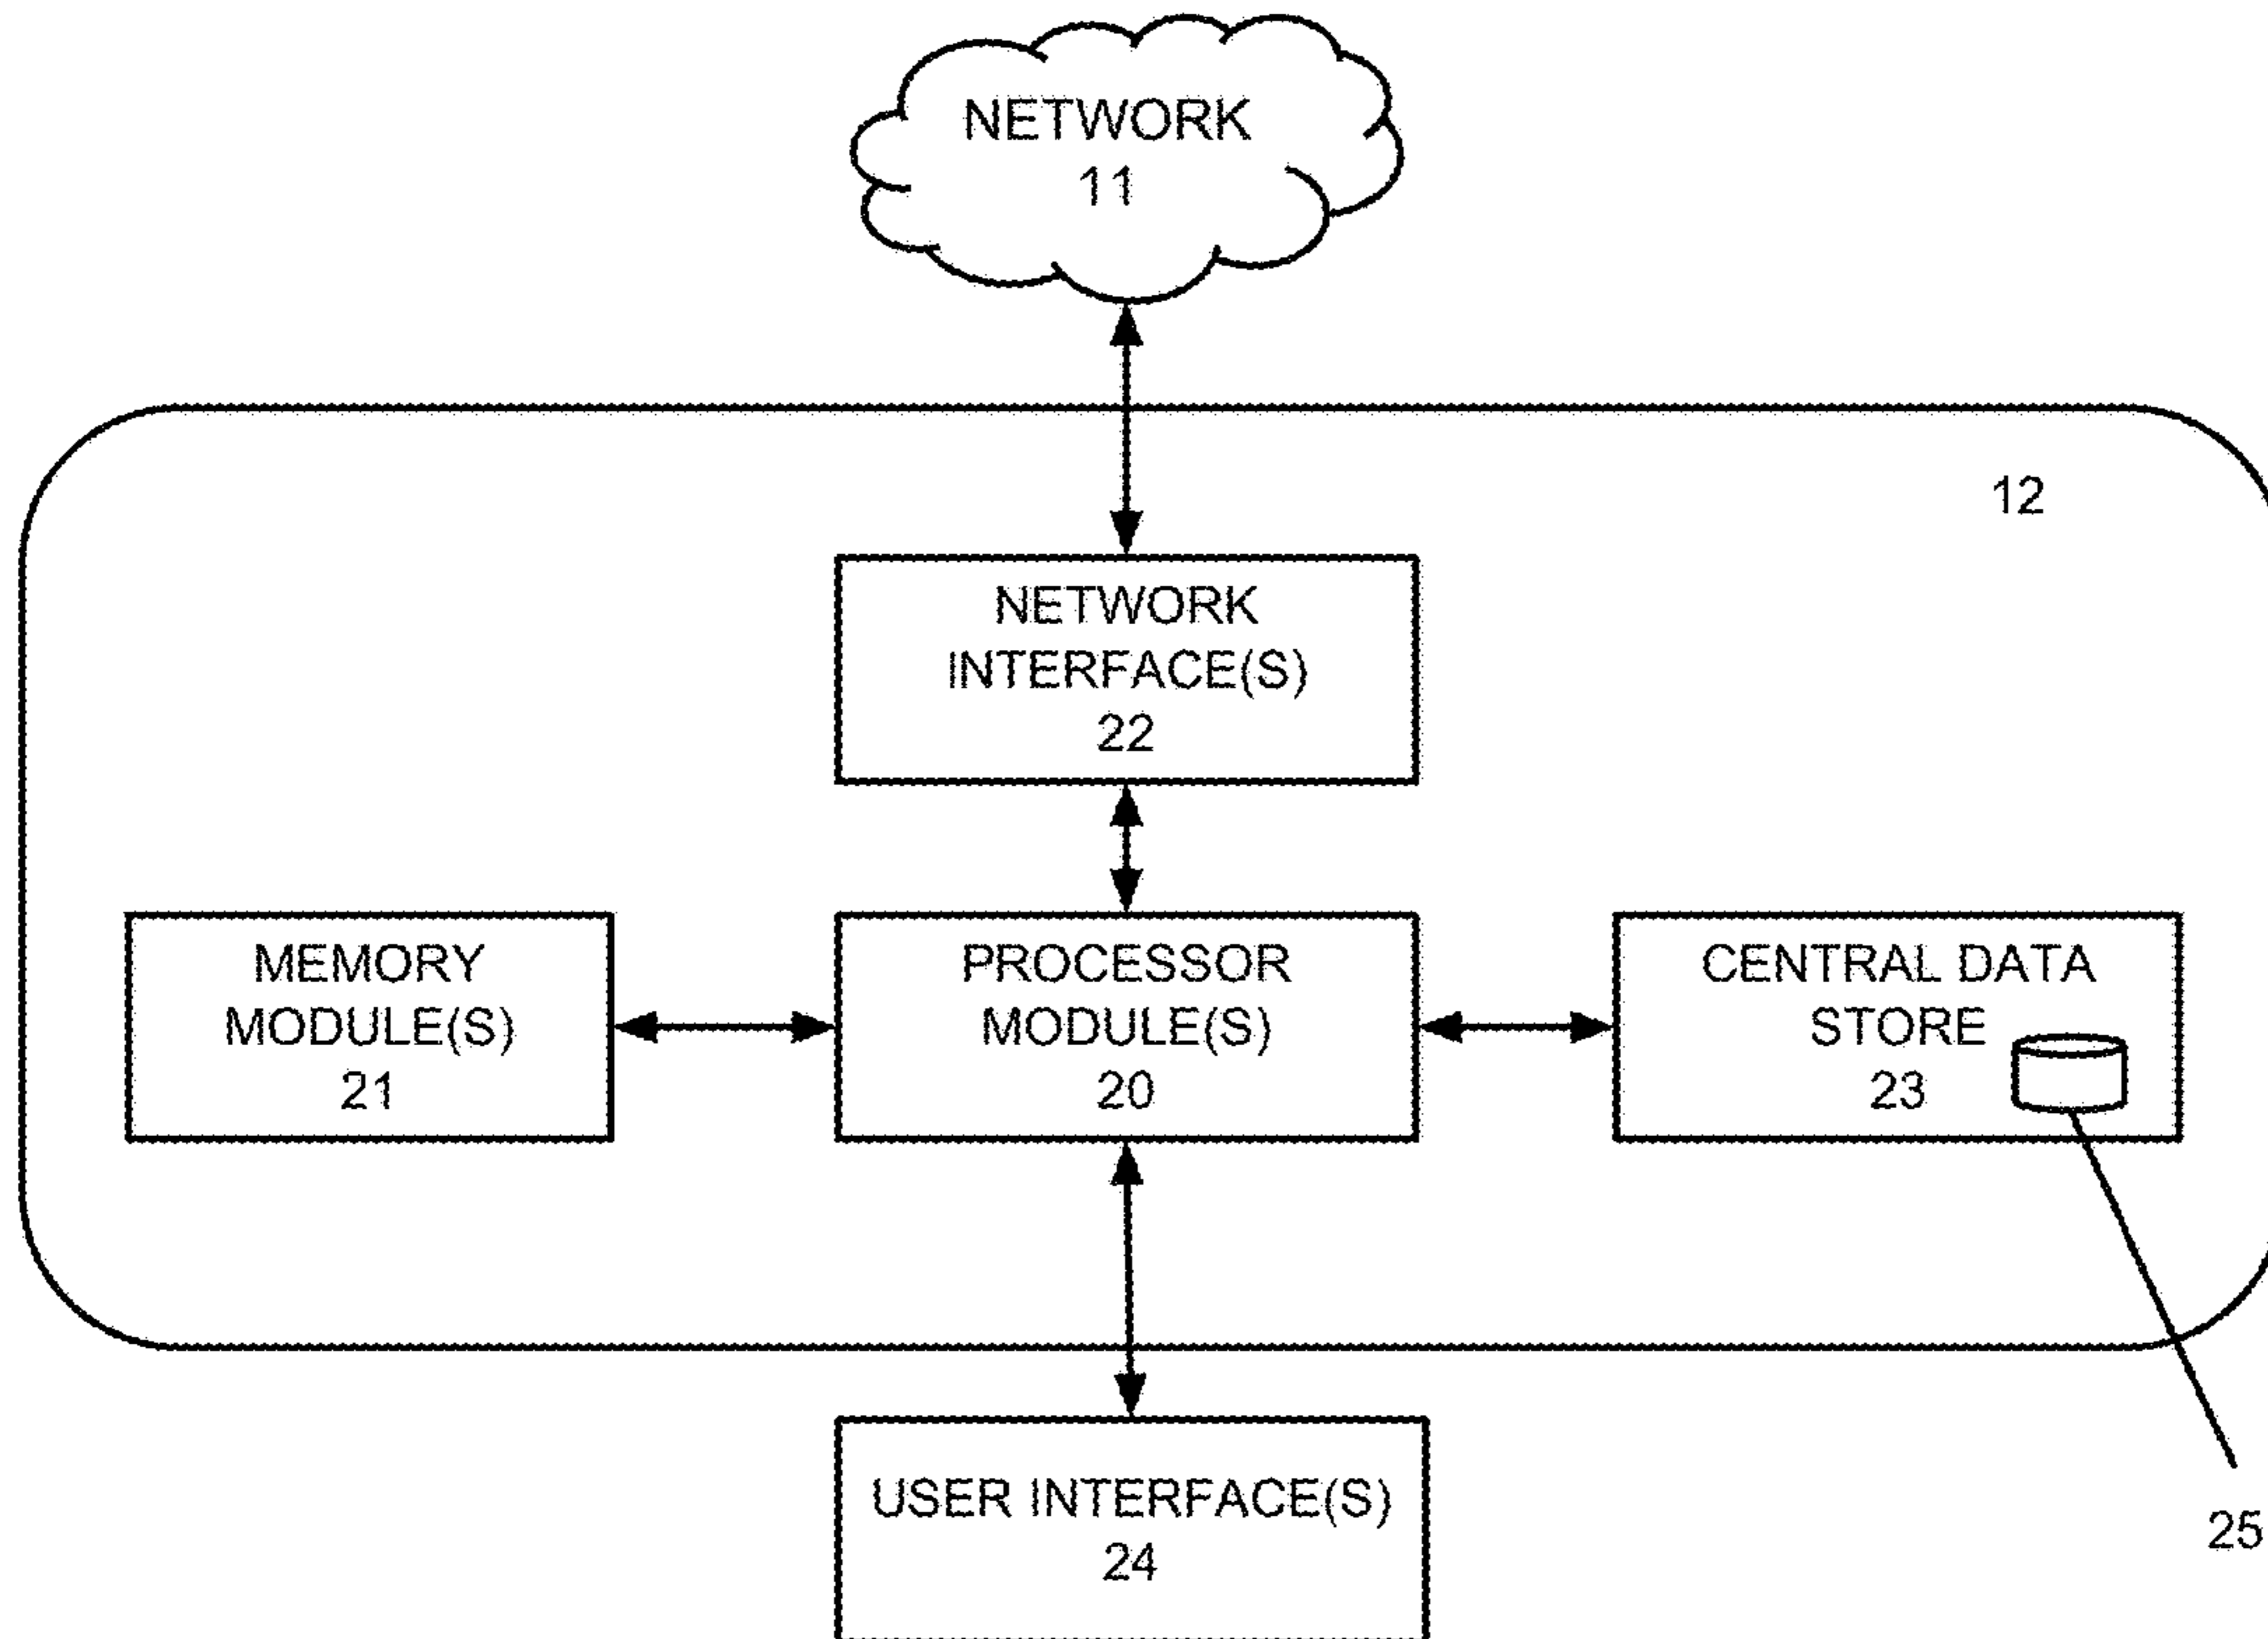 NETWORK
11
12
NETWORK
INTERFACE(S)
22
MEMORY
MODULE(S)
21
PROCESSOR
MODULE(S)
20
CENTRAL DATA
STORE
23
USER INTERFACE(S)
24
25